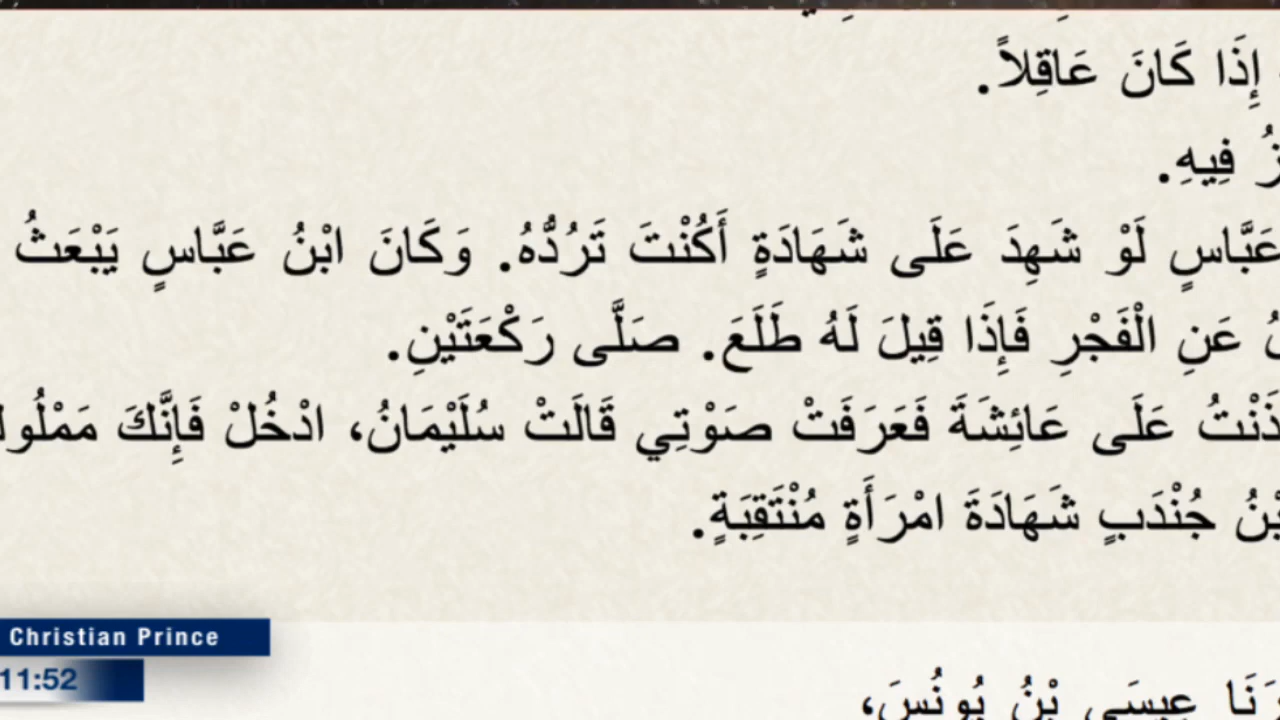 إِذَا كَانَ عَاقِلاً.
فِيهِ.
عَبَّاسٍ لَوْ شَهِدَ عَلَى شَهَادَةٍ أَكُنْتَ تَرُدُّهُ. وَكَانَ ابْنُ عَبَّاسٍ يَبْعَثُ
عَنِ الْفَجْرِ فَإِذَا قِيلَ لَهُ طَلَعَ. صَلَّى رَكْعَتَيْنِ.
عَلَى عَائِشَةَ فَعَرَفَتْ صَوْتِي قَالَتْ سُلَيْمَانُ، ادْخُلْ فَإِنَّكَ
جُنْدَبٍ شَهَادَةَ امْرَأَةٍ مُنْتَقِبَةٍ.
Christian Prince
11:52
عِيسَى بْنُ يُونُسَ،